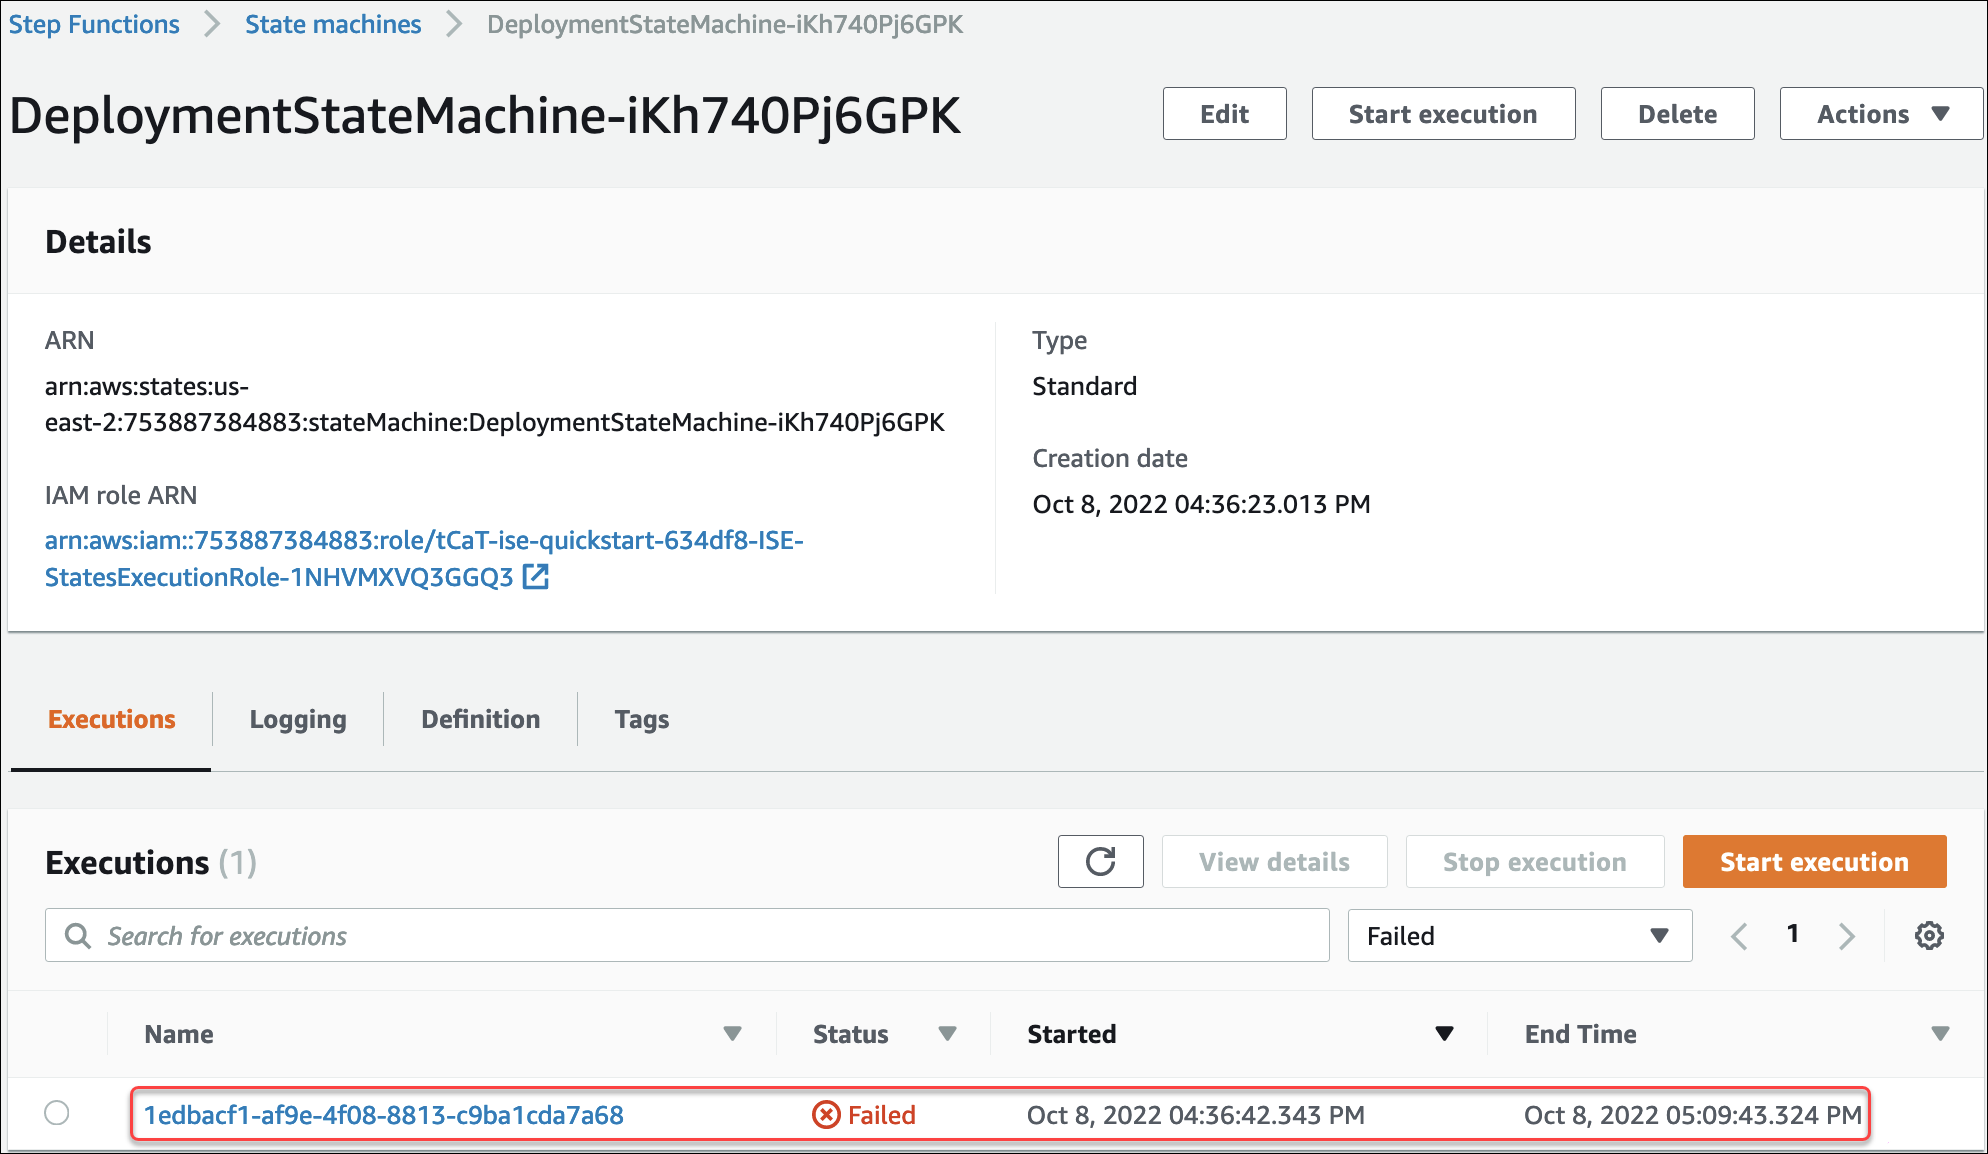 Step Functions > State machines > DeploymentStateMachine-iKh740Pj6GPK
DeploymentStateMachine-iKh740Pj6GPK
Edit
Start execution
Delete
Actions
Details
ARN
arn:aws:states:us-
east-2:753887384883:stateMachine:DeploymentStateMachine-iKh740Pj6GPK
IAM role ARN
arn:aws:iam::753887384883:role/tCaT-ise-quickstart-634df8-ISE-
StatesExecutionRole-1NHVMXVQ3GGQ3
Type
Standard
Creation date
Oct 8, 2022 04:36:23.013 PM
Executions
Logging
Definition
Tags
Executions (1)
View details
Stop execution
Start execution
Search for executions
Failed
1
Name
Status
Started
End Time
1edbacf1-af9e-4f08-8813-c9ba1cda7a68
Failed
Oct 8, 2022 04:36:42.343 PM
Oct 8, 2022 05:09:43.324 PM